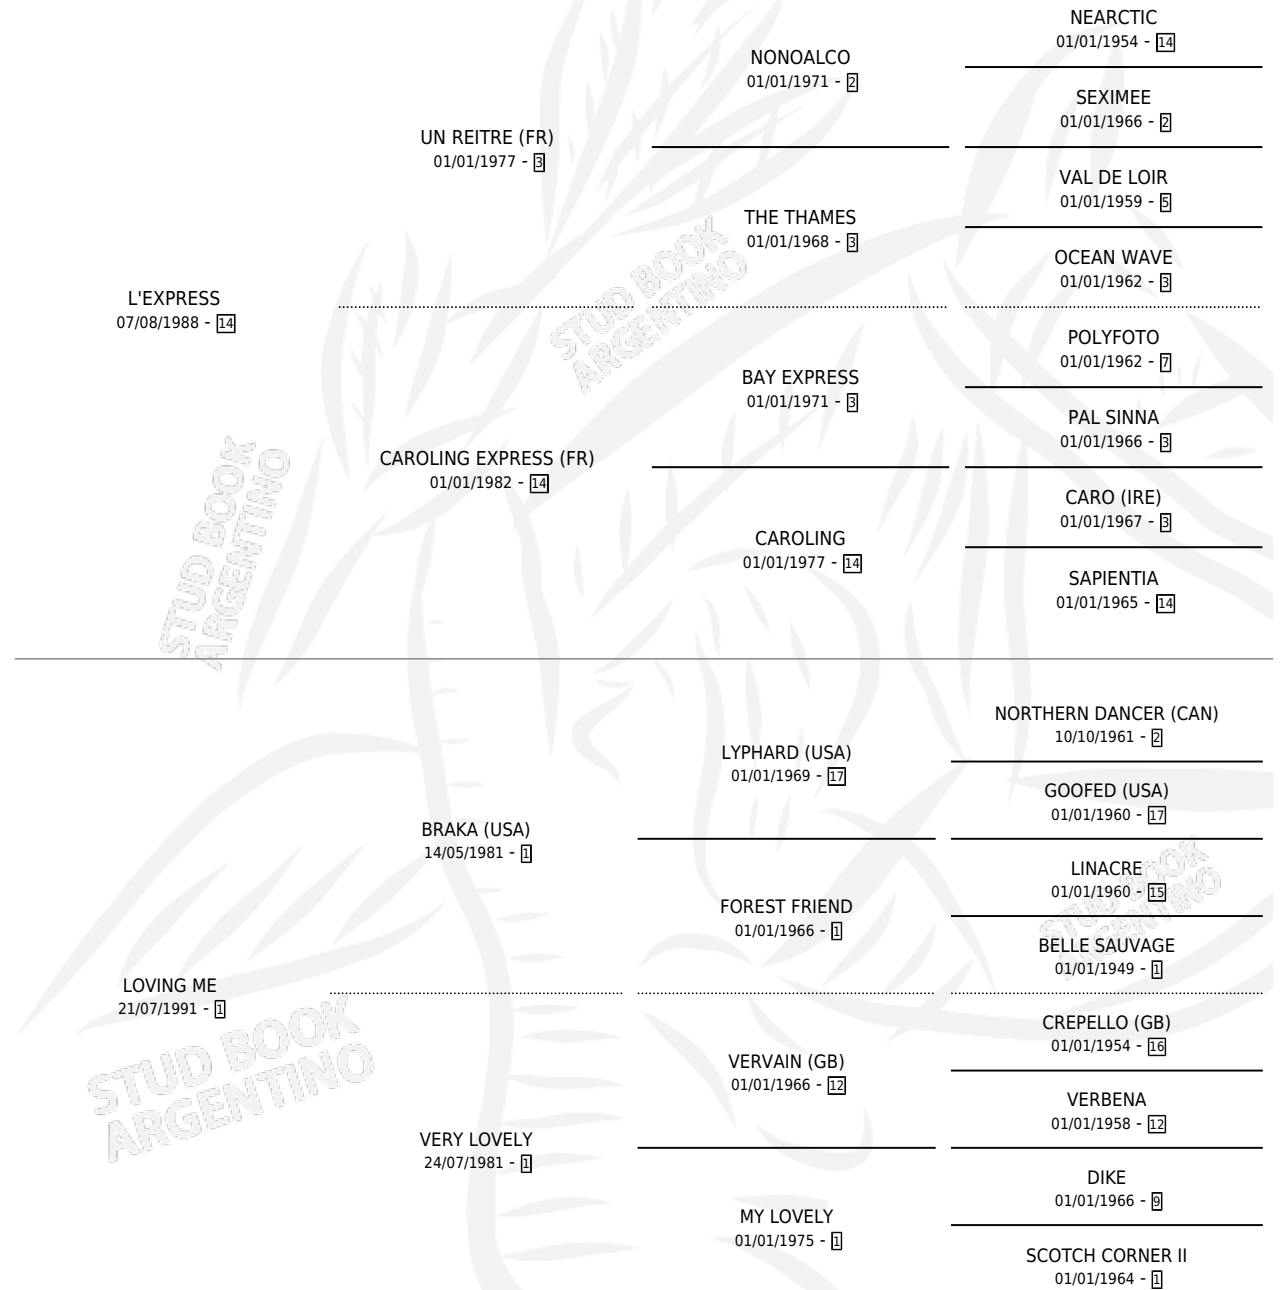 NEARCTIC
01/01/1954 - 14
NONOALCO
01/01/1971 - 2
SEXIMEE
01/01/1966 - 2
UN REITRE (FR)
01/01/1977 - 3
VAL DE LOIR
01/01/1959 - 5
THE THAMES
01/01/1968 - 3
OCEAN WAVE
01/01/1962 - 3
L'EXPRESS
07/08/1988 - 14
POLYFOTO
01/01/1962 - 7
BAY EXPRESS
01/01/1971 - 3
PAL SINNA
01/01/1966 - 3
CAROLING EXPRESS (FR)
01/01/1982 - 14
CARO (IRE)
01/01/1967 - 3
CAROLING
01/01/1977 - 14
SAPIENTIA
01/01/1965 - 14
STUD BOOK
ARGENTINO
STUD BOOK
ARGENTINO
NORTHERN DANCER (CAN)
10/10/1961 - 2
LYPHARD (USA)
01/01/1969 - 17
GOOFED (USA)
01/01/1960 - 17
BRAKA (USA)
14/05/1981 - 1
LINACRE
01/01/1960 - 15
FOREST FRIEND
01/01/1966 - 1
BELLE SAUVAGE
01/01/1949 - 1
STUD BOOK
ARGENTINO
LOVING ME
21/07/1991 - 1
CREPELLO (GB)
01/01/1954 - 16
VERVAIN (GB)
01/01/1966 - 12
VERBENA
01/01/1958 - 12
VERY LOVELY
24/07/1981 - 1
DIKE
01/01/1966 - 9
MY LOVELY
01/01/1975 - 1
SCOTCH CORNER II
01/01/1964 - 1
STUD BOOK
ARGENTINO